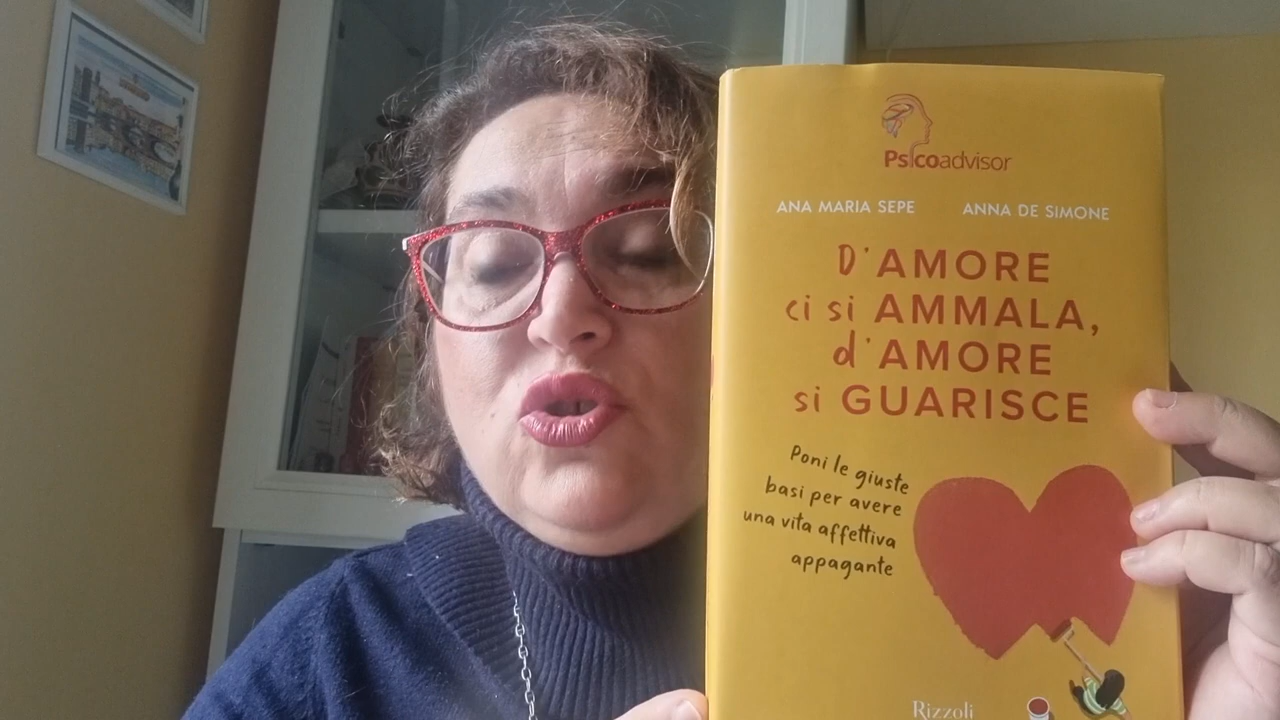 Psicoadvisor
ANA MARIA SEPE ANNA DE SIMONE
D'AMORE
ci si AMMALA,
d'AMORE
si GUARISCE
Poni le giuste
basi per avere
una vita affettiva
appagante
Rizzoli